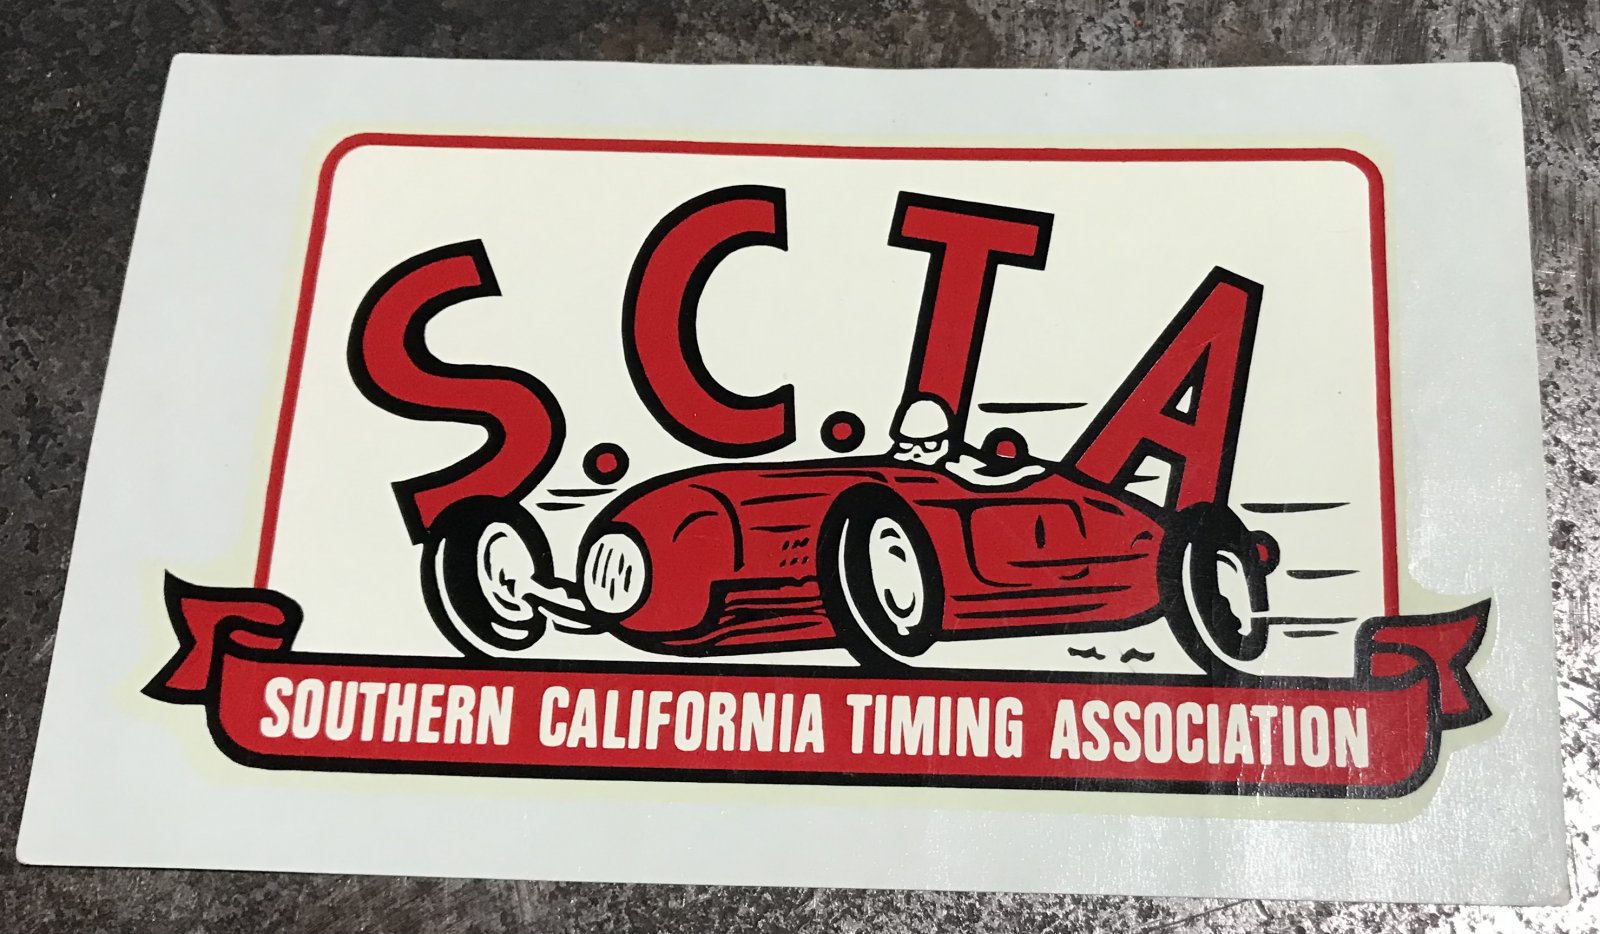 S.C.T.A
SOUTHERN CALIFORNIA TIMING ASSOCIATION